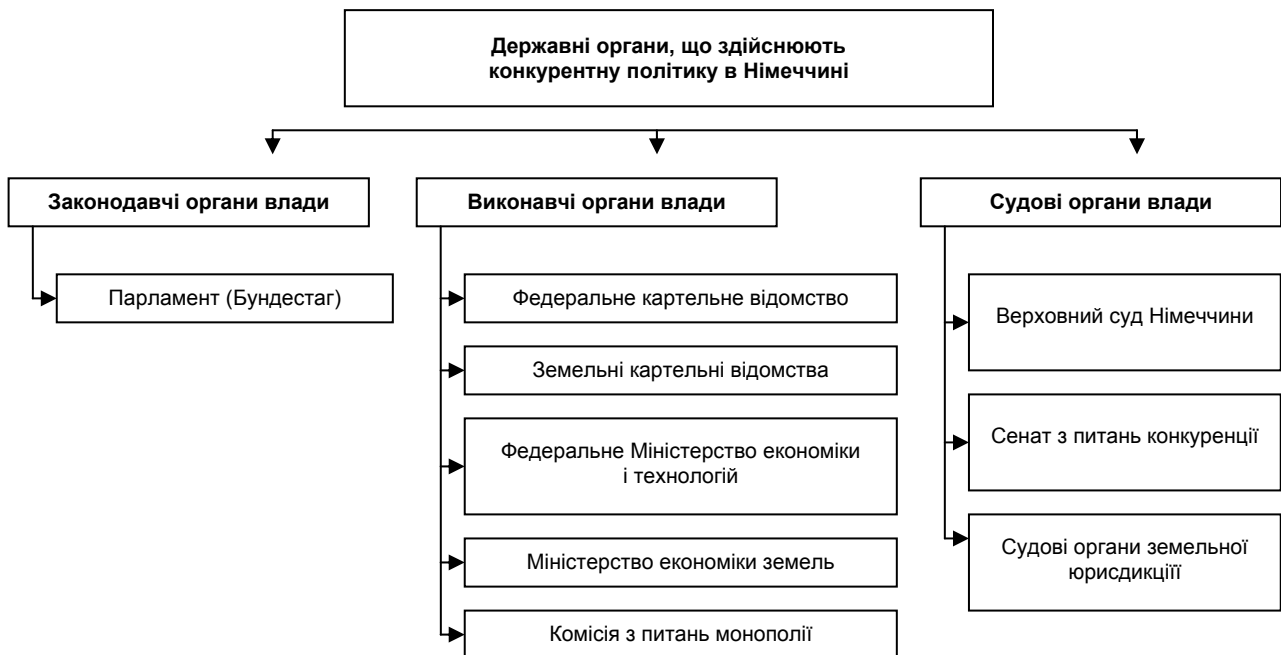 Державні органи, що здійснюють
конкурентну політику в Німеччині
Законодавчі органи влади
Парламент (Бундестаг)
Виконавчі органи влади
Федеральне картельне відомство
Земельні картельні відомства
Федеральне Міністерство економіки
і технологій
Міністерство економіки земель
Комісія з питань монополії
Судові органи влади
Верховний суд Німеччини
Сенат з питань конкуренції
Судові органи земельної
юрисдикціїї